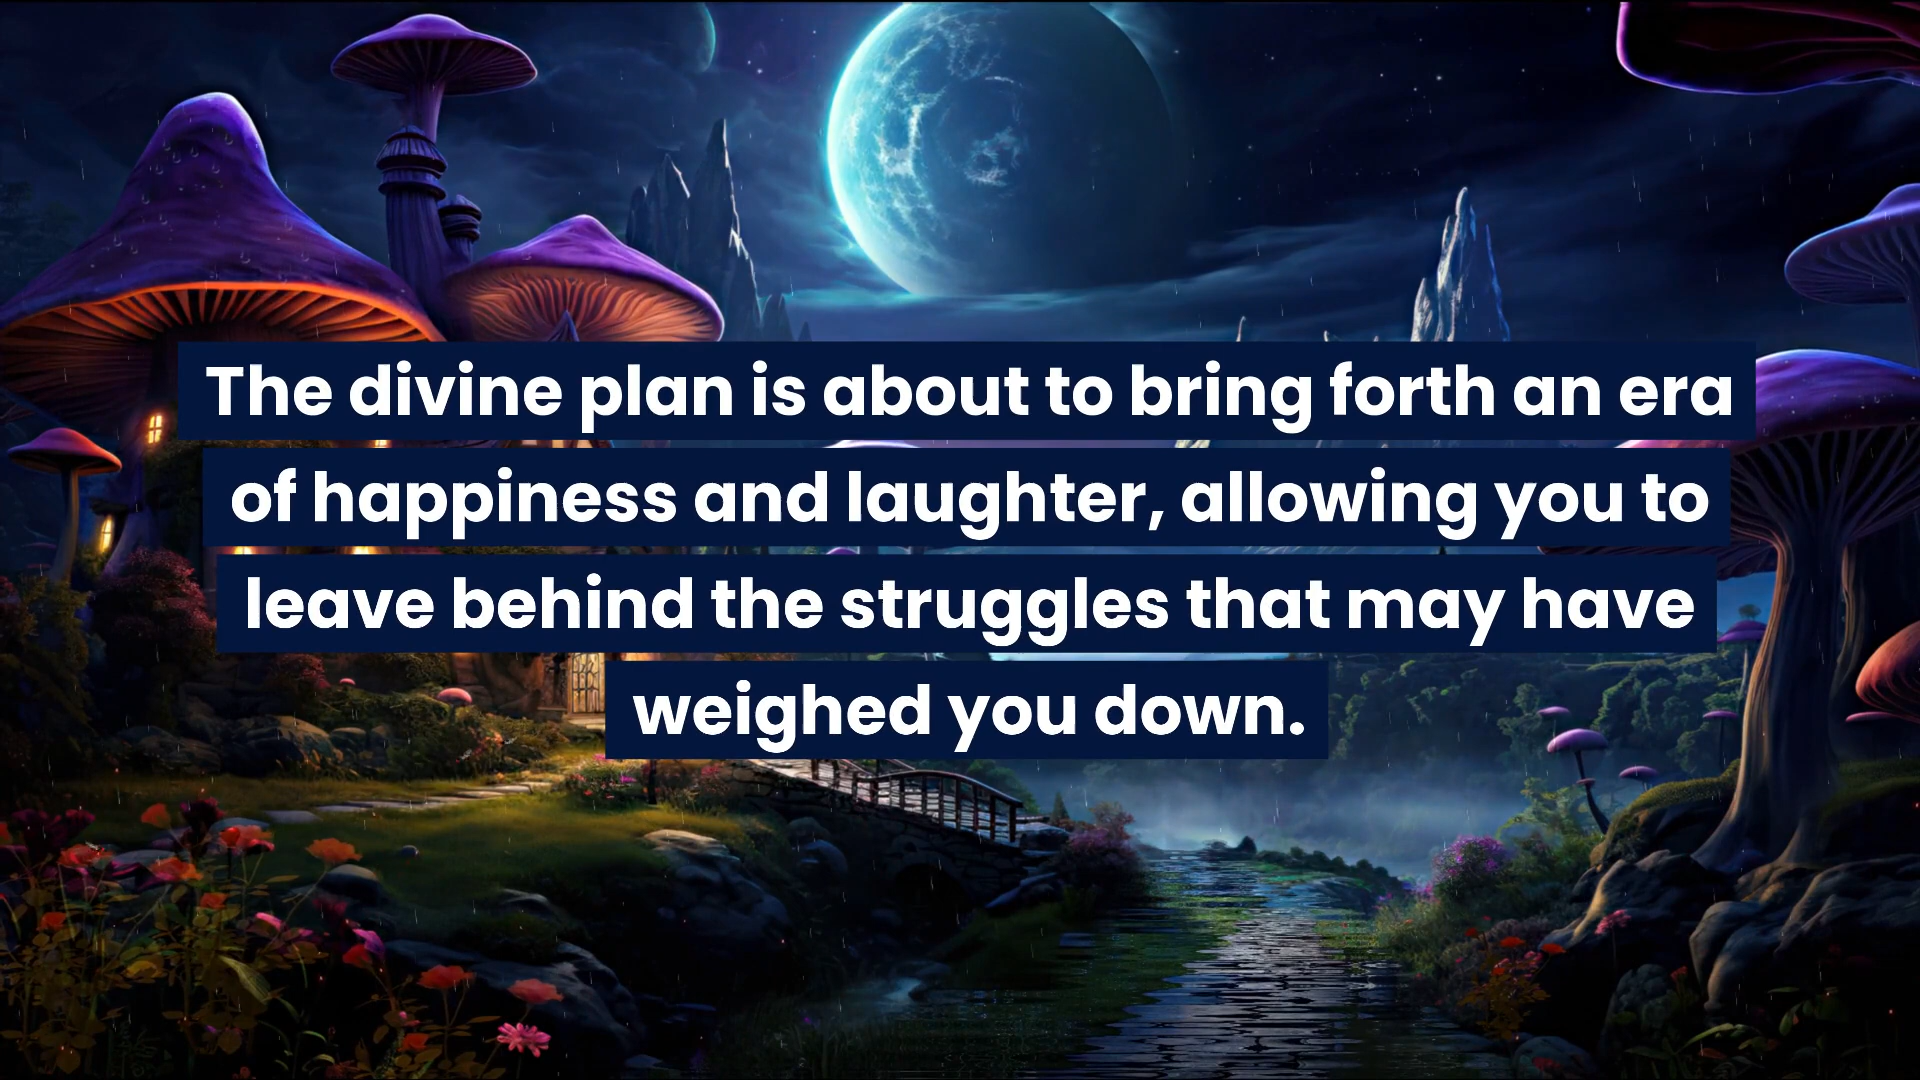 The divine plan is about to bring forth an era
of happiness and laughter, allowing you to
leave behind the struggles that may have
weighed you down.